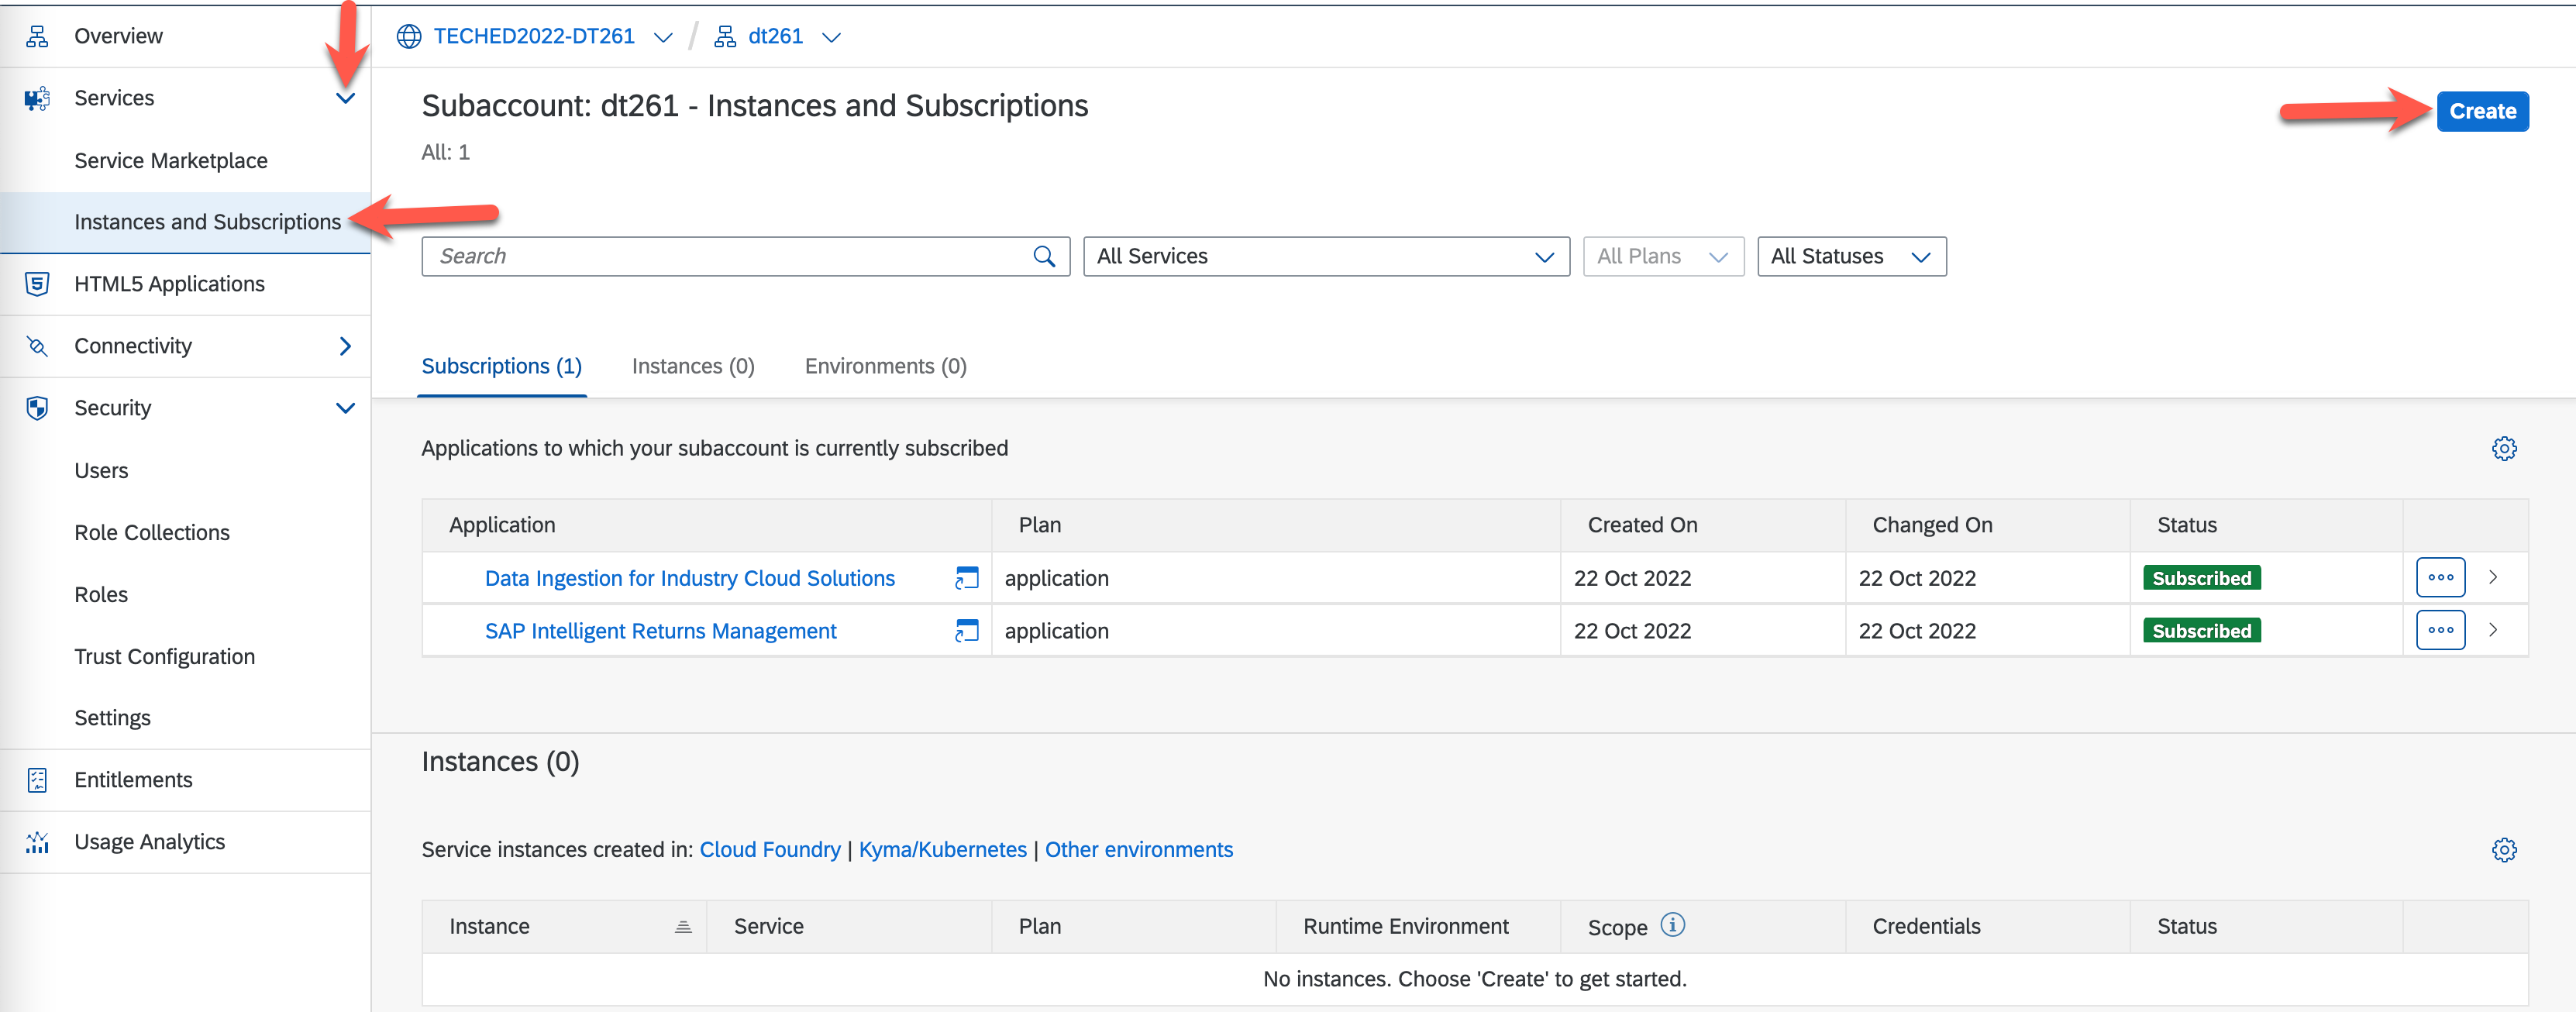 Overview
Services
Service Marketplace
Instances and Subscriptions
HTML5 Applications
Connectivity
Security
Users
Role Collections
Roles
Trust Configuration
Settings
Entitlements
Usage Analytics
TECHED2022-DT261 / dt261
Subaccount: dt261 - Instances and Subscriptions
Create
All: 1
Search All Services All Plans All Statuses
Subscriptions (1) Instances (0) Environments (0)
Applications to which your subaccount is currently subscribed
Application Plan Created On Changed On Status
Data Ingestion for Industry Cloud Solutions application 22 Oct 2022 22 Oct 2022 Subscribed
SAP Intelligent Returns Management application 22 Oct 2022 22 Oct 2022 Subscribed
Instances (0)
Service instances created in: Cloud Foundry | Kyma/Kubernetes | Other environments
Instance Service Plan Runtime Environment Scope Credentials Status
No instances. Choose 'Create' to get started.